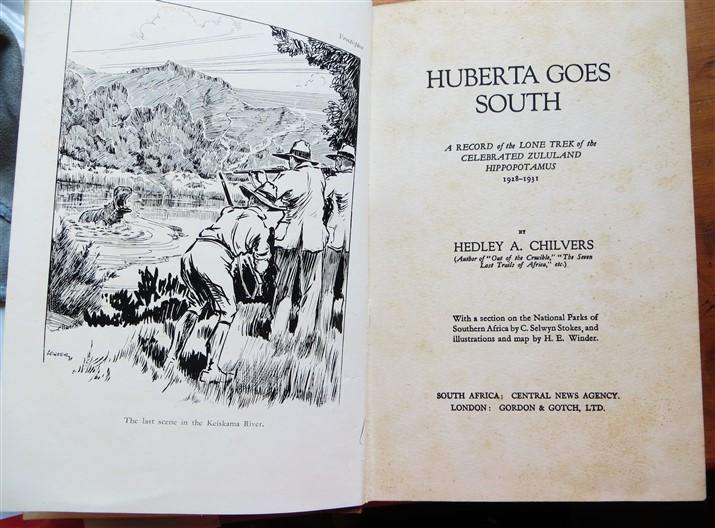 The last scene in the Keiskama River.
HUBERTA GOES
SOUTH
A RECORD of the LONE TREK of the
CELEBRATED ZULULAND
HIPPOPOTAMUS
1928-1931
BY
HEDLEY A. CHILVERS
(Author of "Out of the Crucible," "The Seven
Lost Trails of Africa," etc.)
With a section on the National Parks of
Southern Africa by C. Selwyn Stokes, and
illustrations and map by H. E. Winder.
SOUTH AFRICA: CENTRAL NEWS AGENCY.
LONDON: GORDON & GOTCH, LTD.